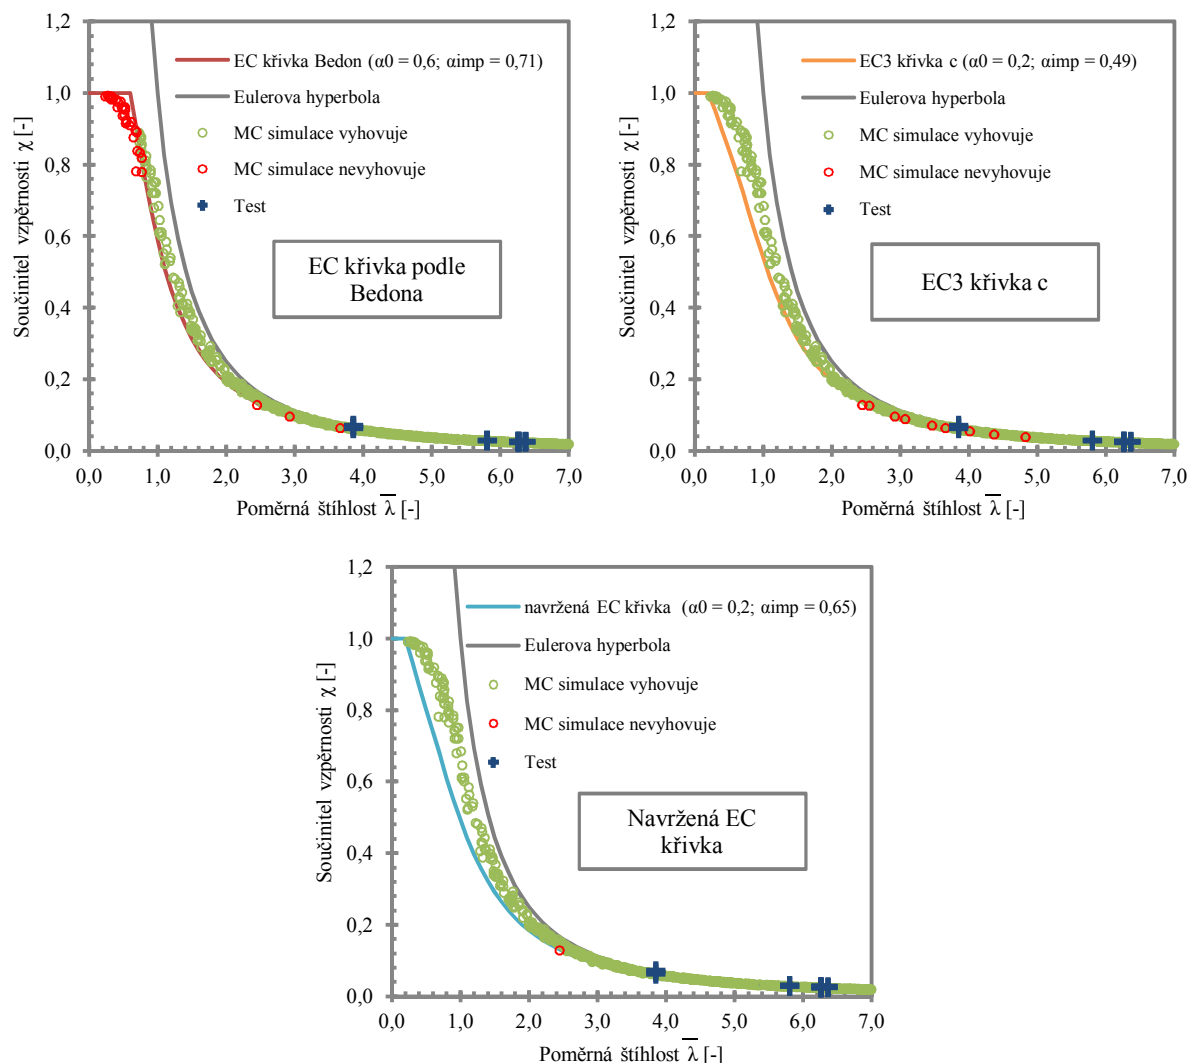 1,2
1,0
0,8
0,6
0,4
0,2
0,0
Součinitel vzpěrnosti χ [-]
EC křivka Bedon (α0 = 0,6; αimp = 0,71)
Eulerova hyperbola
MC simulace vyhovuje
MC simulace nevyhovuje
Test
EC křivka podle
Bedona
0,0 1,0 2,0 3,0 4,0 5,0 6,0 7,0
Poměrná štíhlost λ̅ [-]
1,2
1,0
0,8
0,6
0,4
0,2
0,0
Součinitel vzpěrnosti χ [-]
EC3 křivka c (α0 = 0,2; αimp = 0,49)
Eulerova hyperbola
MC simulace vyhovuje
MC simulace nevyhovuje
Test
EC3 křivka c
0,0 1,0 2,0 3,0 4,0 5,0 6,0 7,0
Poměrná štíhlost λ̅ [-]
1,2
1,0
0,8
0,6
0,4
0,2
0,0
Součinitel vzpěrnosti χ [-]
navržená EC křivka (α0 = 0,2; αimp = 0,65)
Eulerova hyperbola
MC simulace vyhovuje
MC simulace nevyhovuje
Test
Navržená EC
křivka
0,0 1,0 2,0 3,0 4,0 5,0 6,0 7,0
Poměrná štíhlost λ̅ [-]